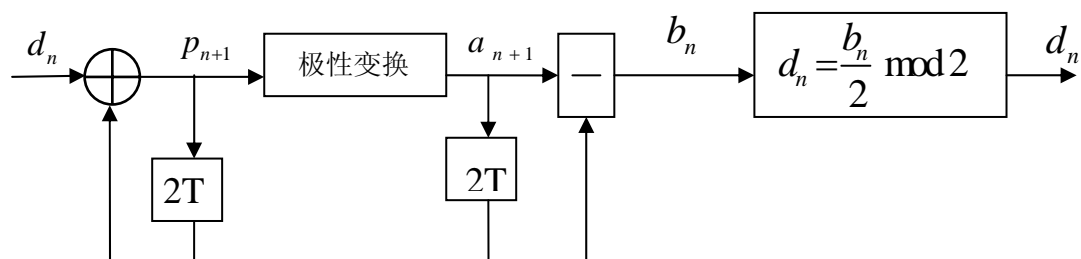 d_n
p_{n+1}
极性变换
a_{n+1}
−
b_n
d_n = b_n/2 mod 2
d_n
2T
2T